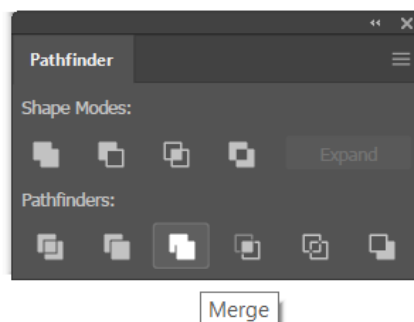 Pathfinder
Shape Modes:
Expand
Pathfinders:
Merge